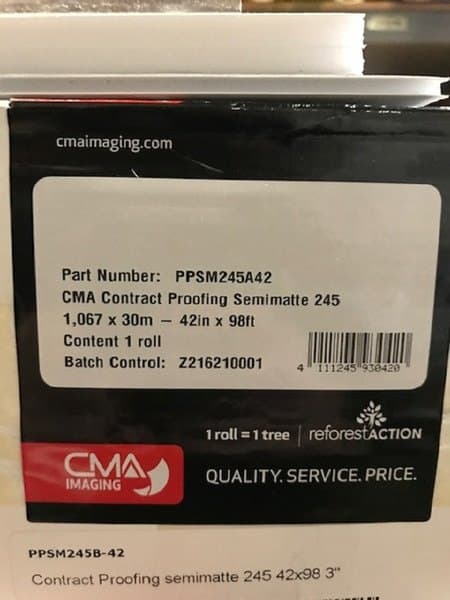 cmaimaging.com
Part Number: PPSM245A42
CMA Contract Proofing Semimatte 245
1,067 x 30m – 42in x 98ft
Content 1 roll
Batch Control: Z216210001
4 111245 930420
1 roll = 1 tree | reforestACTION
CMA
IMAGING
QUALITY. SERVICE. PRICE.
PPSM245B-42
Contract Proofing semimatte 245 42x98 3"